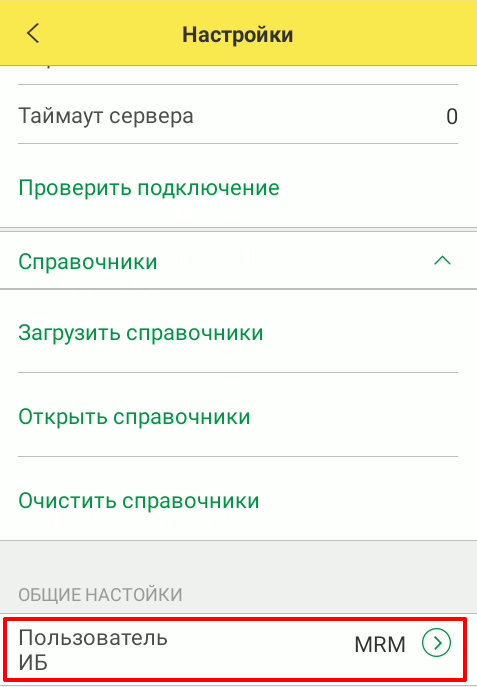 Настройки
Таймаут сервера 0
Проверить подключение
Справочники
Загрузить справочники
Открыть справочники
Очистить справочники
ОБЩИЕ НАСТОЙКИ
Пользователь
ИБ MRM